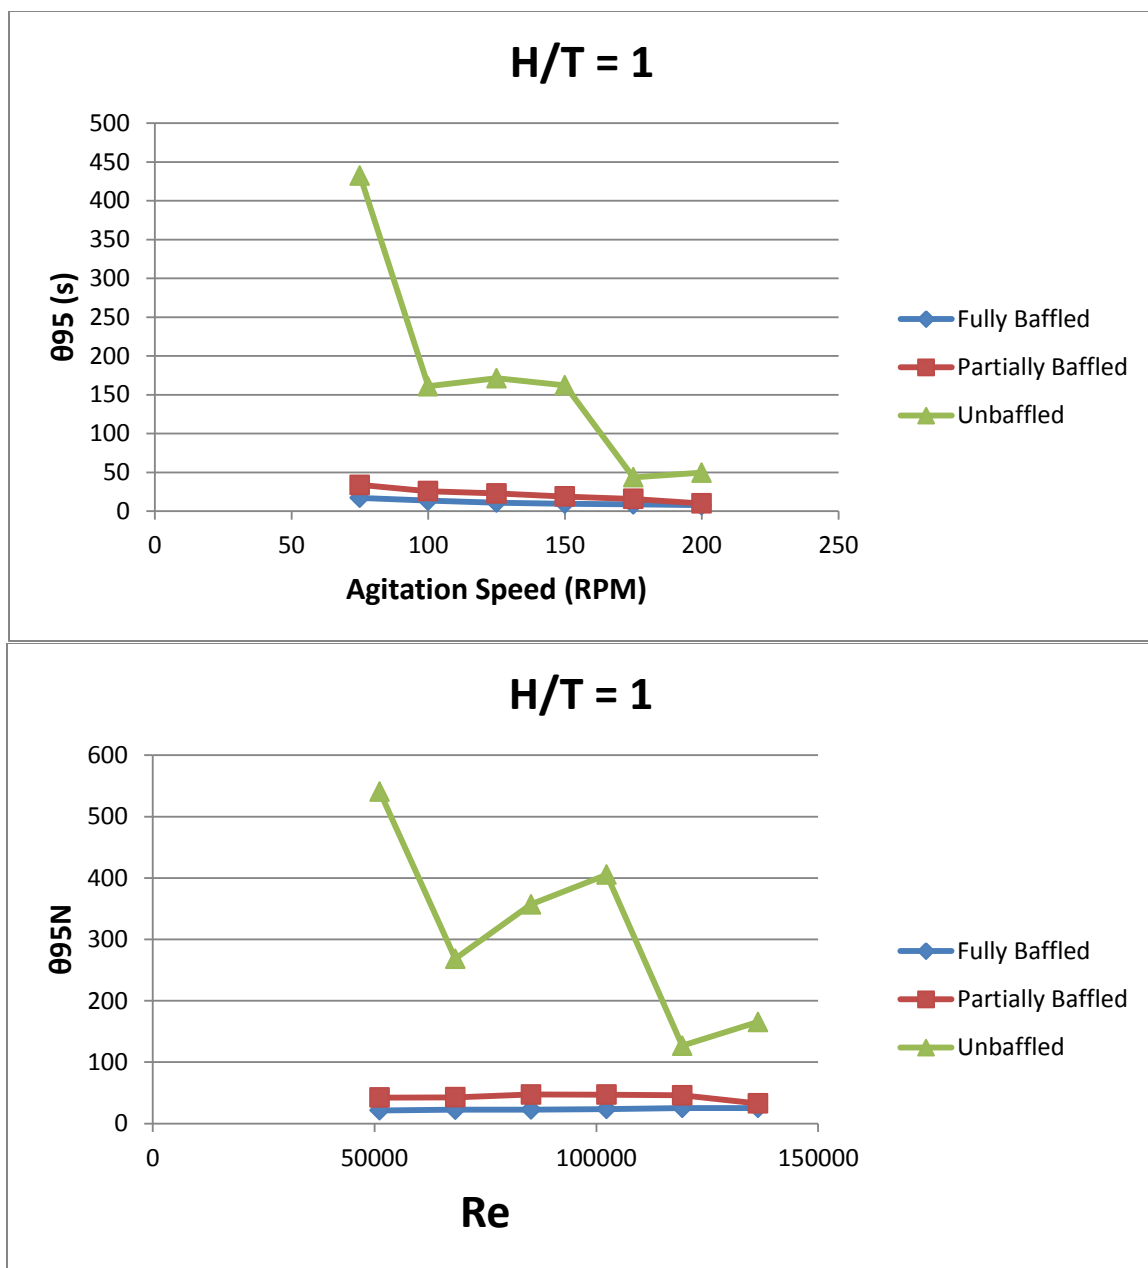 H/T = 1
500
450
400
350
300
250
200
150
100
50
0
θ95 (s)
0 50 100 150 200 250
Agitation Speed (RPM)
Fully Baffled
Partially Baffled
Unbaffled
H/T = 1
600
500
400
300
200
100
0
θ95N
0 50000 100000 150000
Re
Fully Baffled
Partially Baffled
Unbaffled